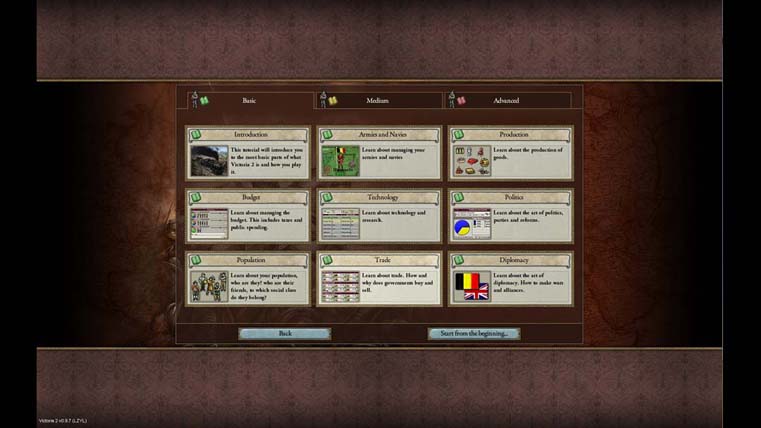 Basic
Medium
Advanced
Introduction
This tutorial will introduce you
to the most basic parts of what
Victoria 2 is and how you play
it.
Armies and Navies
Learn about managing your
armies and navies
Production
Learn about the production of
goods.
Budget
Learn about managing the
budget. This includes taxes and
public spending.
Technology
Learn about technology and
research.
Politics
Learn about the art of politics,
parties and reforms.
Population
Learn about your population,
who are they? who are their
friends, to which social class
do they belong?
Trade
Learn about trade. How and
why does government buy and
sell.
Diplomacy
Learn about the art of
diplomacy. How to make wars
and alliances.
Back
Start from the beginning...
Victoria 2 v0.9.7 (LZYL)